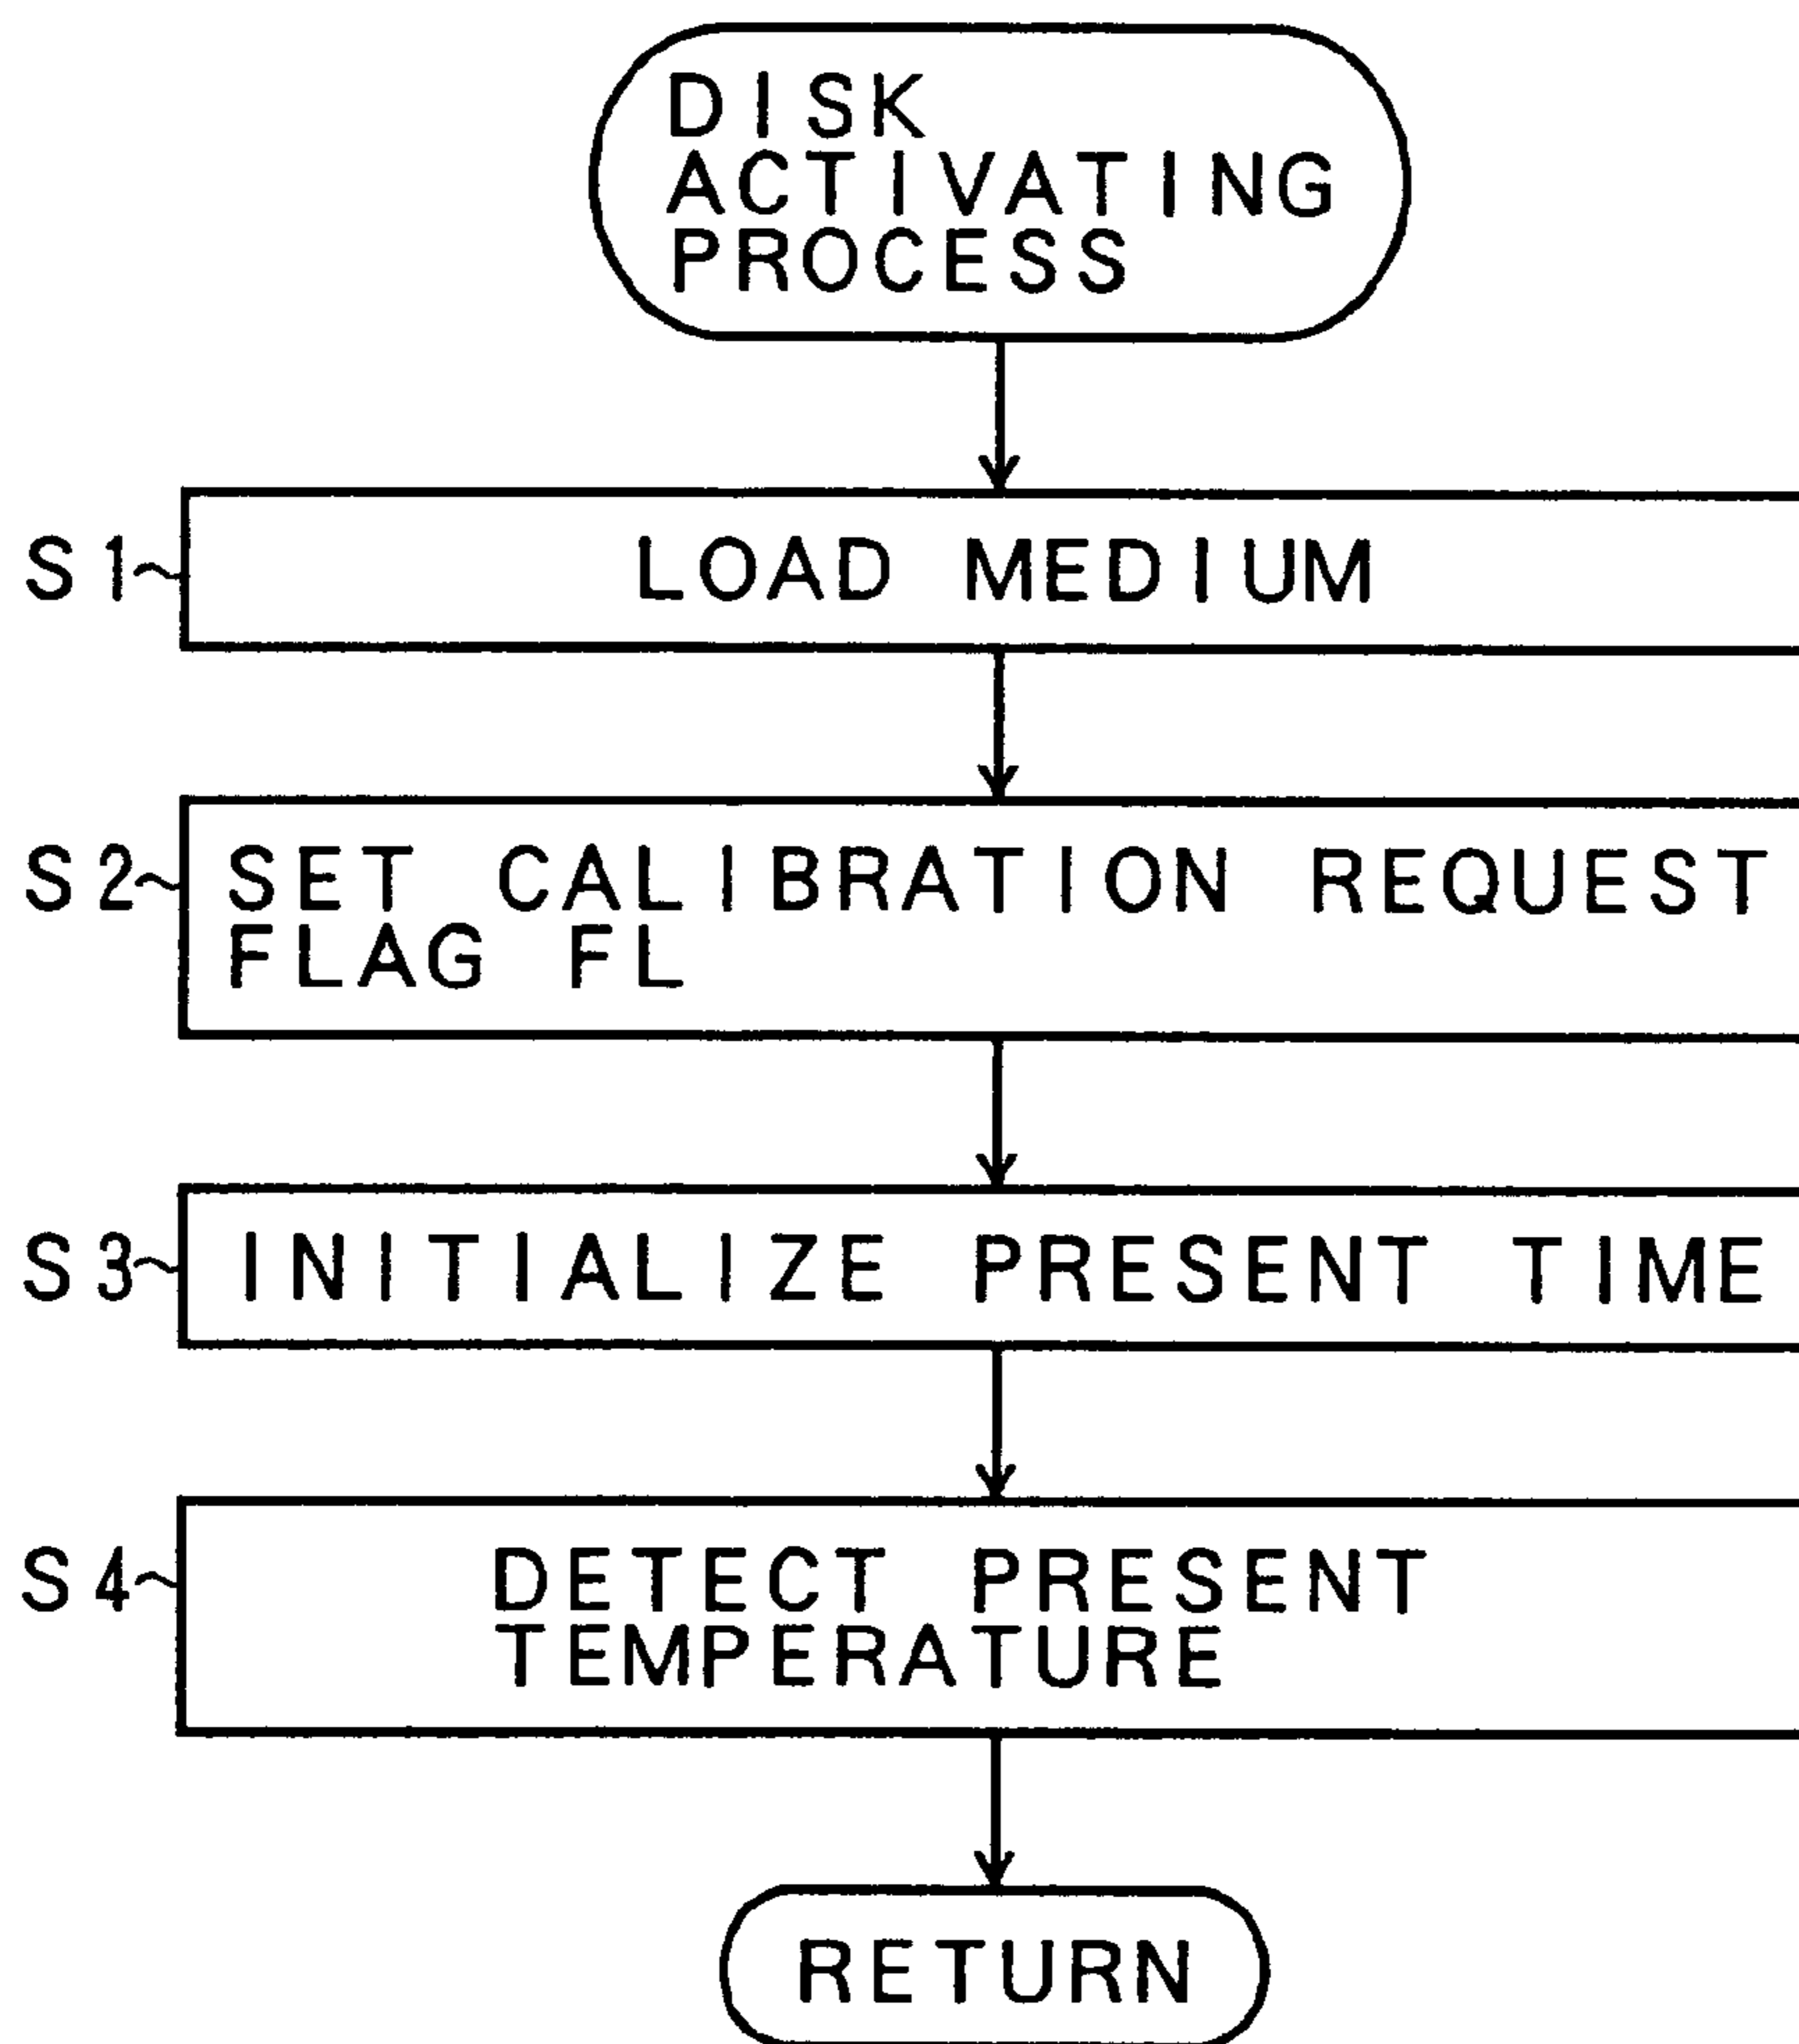 DISK
ACTIVATING
PROCESS
S1
LOAD MEDIUM
S2
SET CALIBRATION REQUEST
FLAG FL
S3
INITIALIZE PRESENT TIME
S4
DETECT PRESENT
TEMPERATURE
RETURN